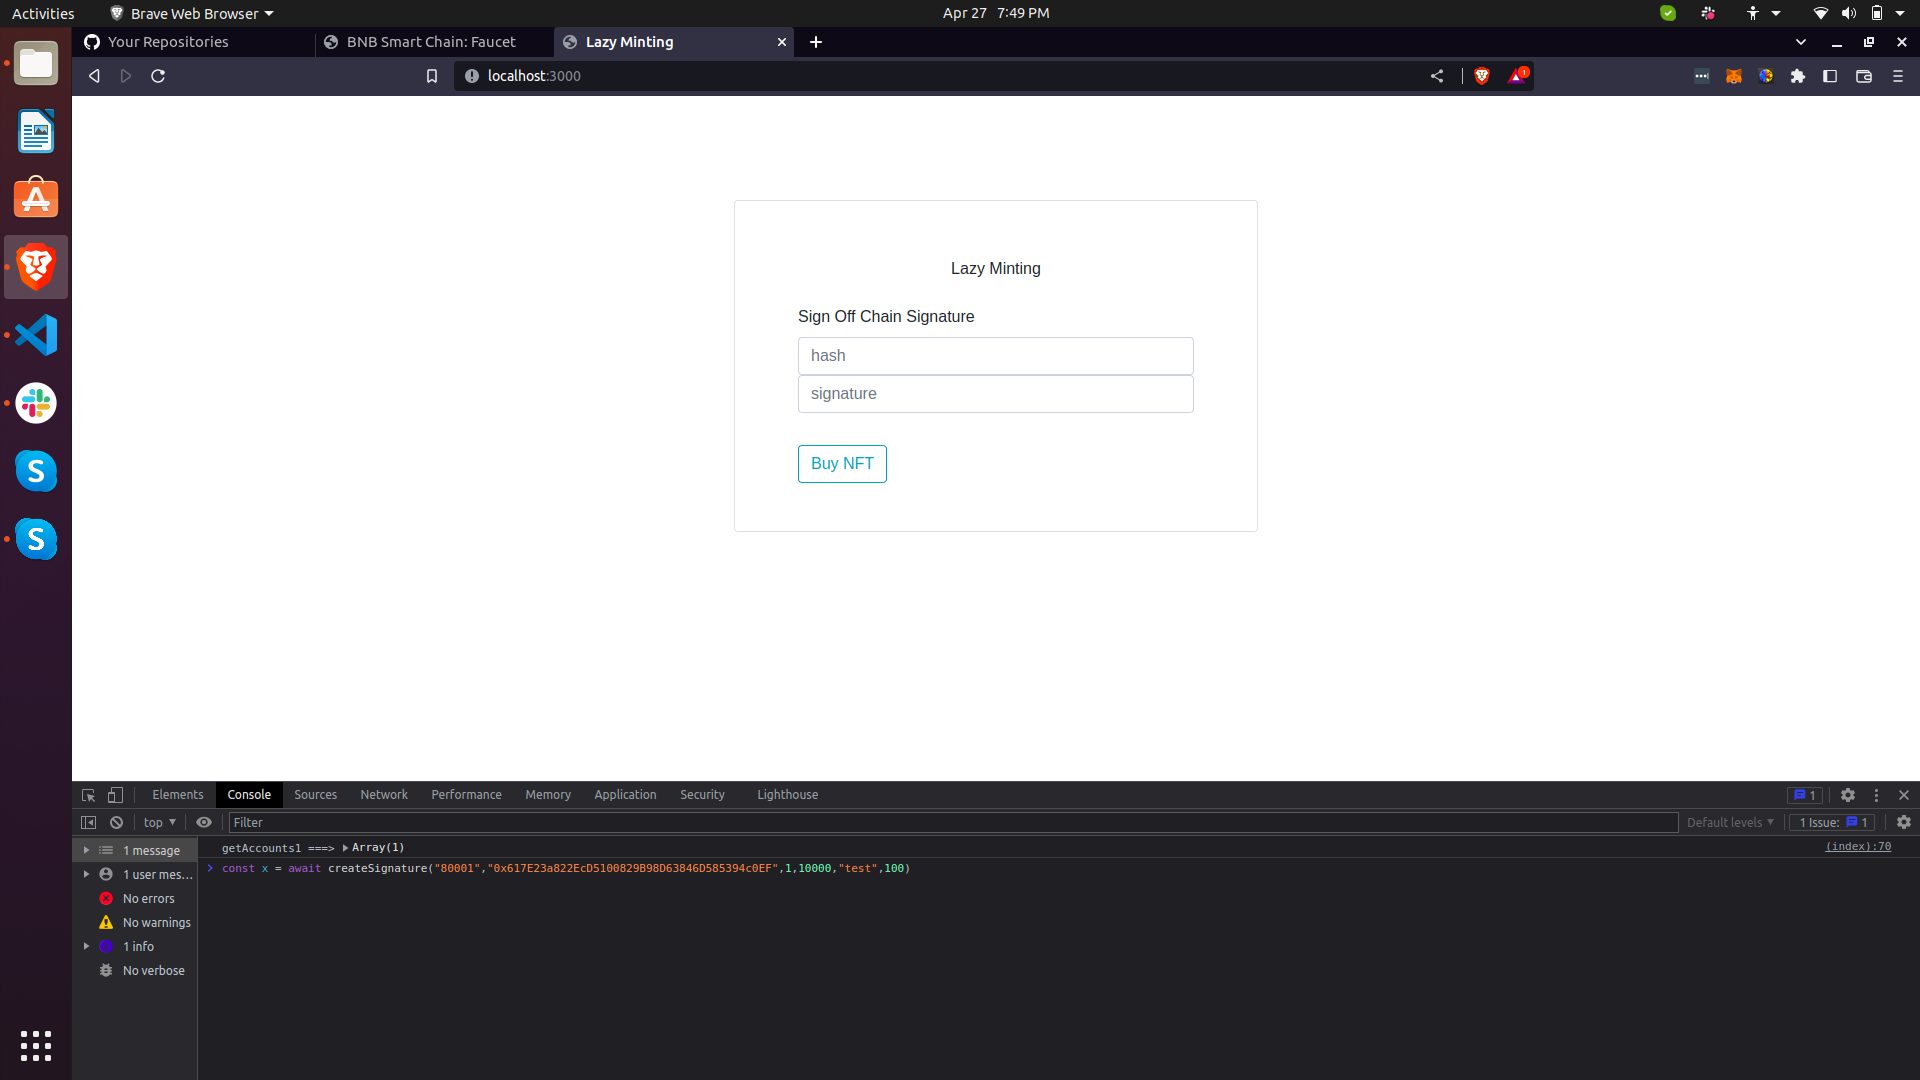 Activities
Brave Web Browser
Apr 27 7:49 PM
Your Repositories
BNB Smart Chain: Faucet
Lazy Minting
localhost:3000
1
Lazy Minting
Sign Off Chain Signature
hash
signature
Buy NFT
Elements
Console
Sources
Network
Performance
Memory
Application
Security
Lighthouse
1
top
Filter
Default levels
1 Issue: 1
1 message
1 user mes...
No errors
No warnings
1 info
No verbose
getAccounts1 ===> Array(1)
(index):70
const x = await createSignature("80001","0x617E23a822EcD5100829B98D63846D585394c0EF",1,10000,"test",100)